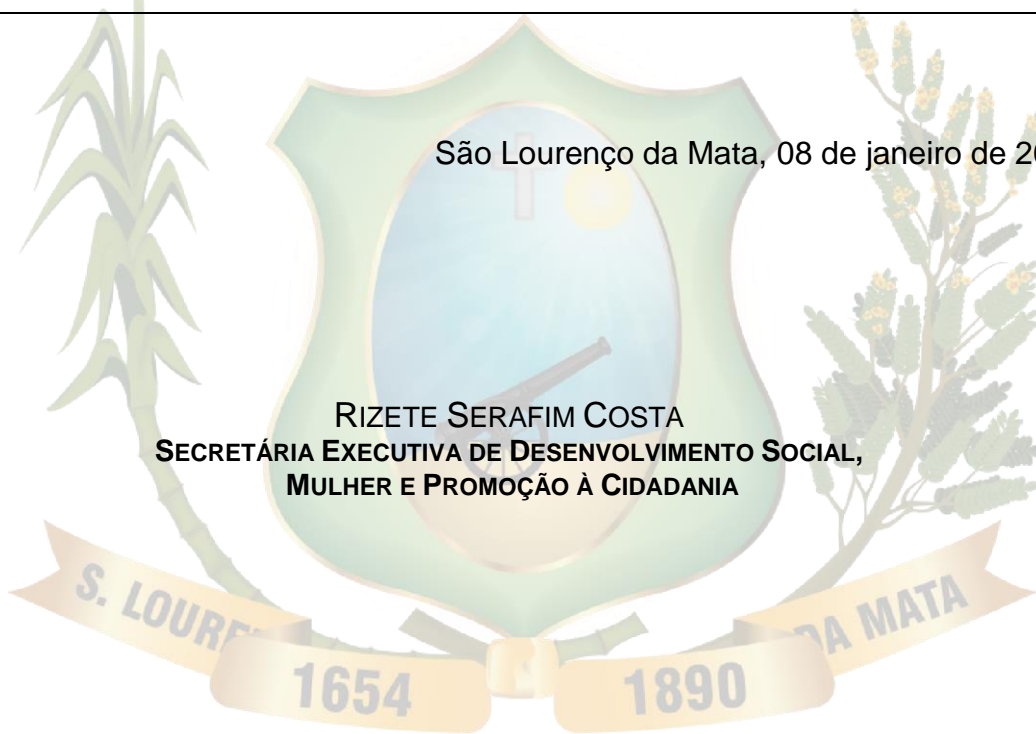 São Lourenço da Mata, 08 de janeiro de
RIZETE SERAFIM COSTA
SECRETÁRIA EXECUTIVA DE DESENVOLVIMENTO SOCIAL,
MULHER E PROMOÇÃO À CIDADANIA
S. DA MATA
1654 1890